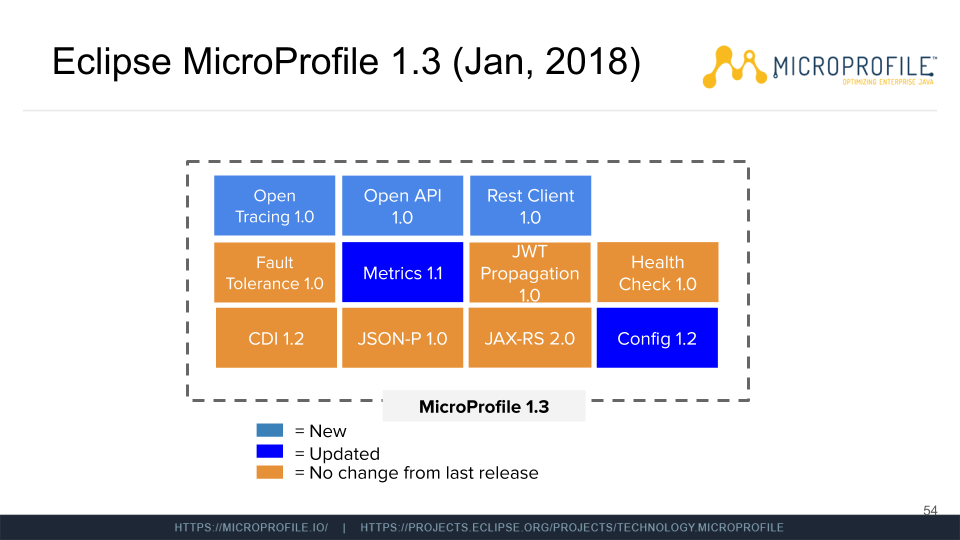 Eclipse MicroProfile 1.3 (Jan, 2018)
MICROPROFILE™
OPTIMIZING ENTERPRISE JAVA
Open
Tracing 1.0
Open API
1.0
Rest Client
1.0
Fault
Tolerance 1.0
Metrics 1.1
JWT
Propagation
1.0
Health
Check 1.0
CDI 1.2
JSON-P 1.0
JAX-RS 2.0
Config 1.2
MicroProfile 1.3
= New
= Updated
= No change from last release
54
HTTPS://MICROPROFILE.IO/ | HTTPS://PROJECTS.ECLIPSE.ORG/PROJECTS/TECHNOLOGY.MICROPROFILE